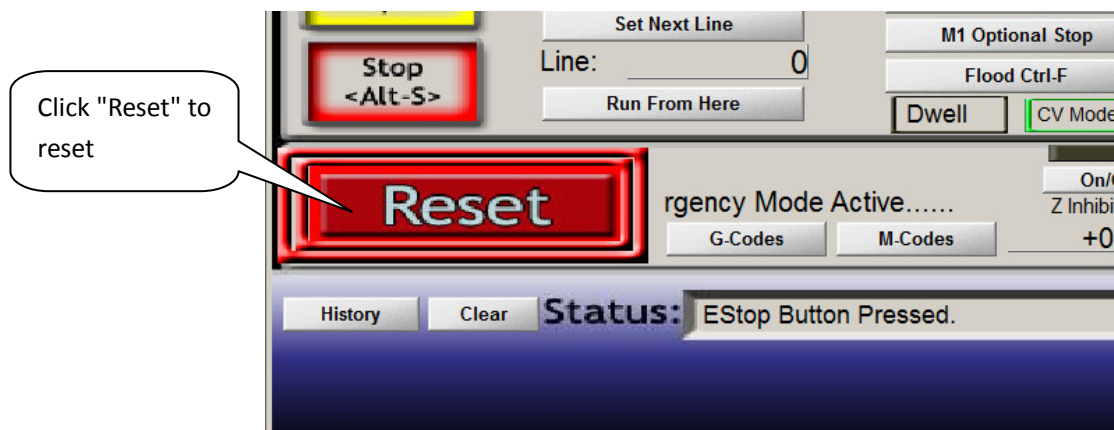 Click "Reset" to
reset
Set Next Line
M1 Optional Stop
Stop
<Alt-S>
Line: 0
Flood Ctrl-F
Run From Here
Dwell
CV Mode
Reset
rgency Mode Active......
On/
Z Inhibi
G-Codes
M-Codes
+0
History
Clear
Status:
EStop Button Pressed.